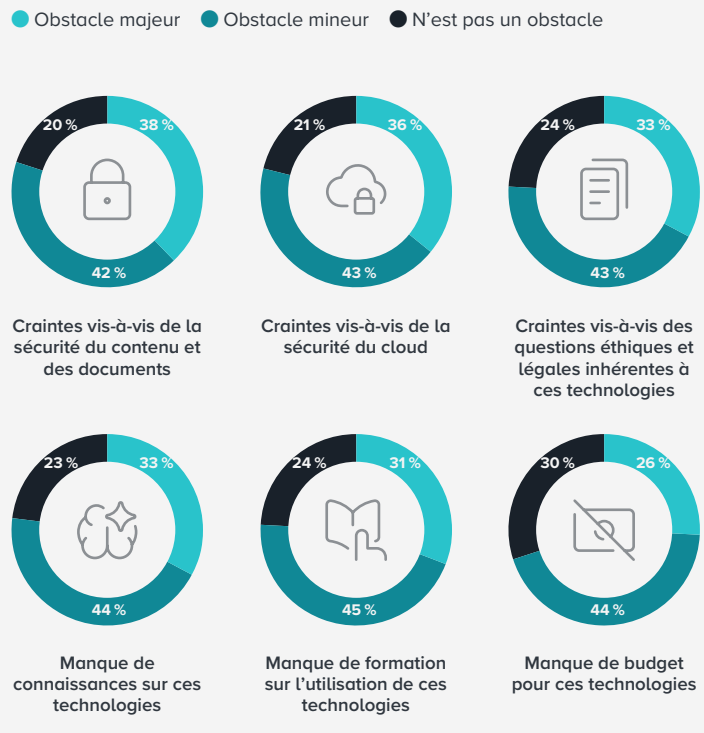 Obstacle majeur Obstacle mineur N’est pas un obstacle
20 % 38 %
42 %
Craintes vis-à-vis de la
sécurité du contenu et
des documents
21 % 36 %
43 %
Craintes vis-à-vis de la
sécurité du cloud
24 % 33 %
43 %
Craintes vis-à-vis des
questions éthiques et
légales inhérentes à
ces technologies
23 % 33 %
44 %
Manque de
connaissances sur ces
technologies
24 % 31 %
45 %
Manque de formation
sur l’utilisation de ces
technologies
30 % 26 %
44 %
Manque de budget
pour ces technologies